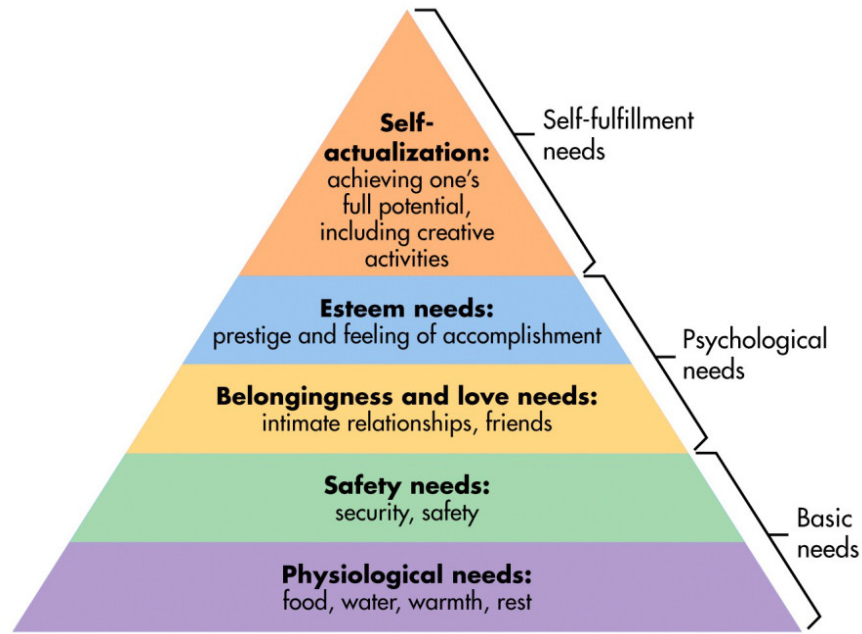 Self-
actualization:
achieving one's
full potential,
including creative
activities
Self-fulfillment
needs
Esteem needs:
prestige and feeling of accomplishment
Belongingness and love needs:
intimate relationships, friends
Psychological
needs
Safety needs:
security, safety
Physiological needs:
food, water, warmth, rest
Basic
needs